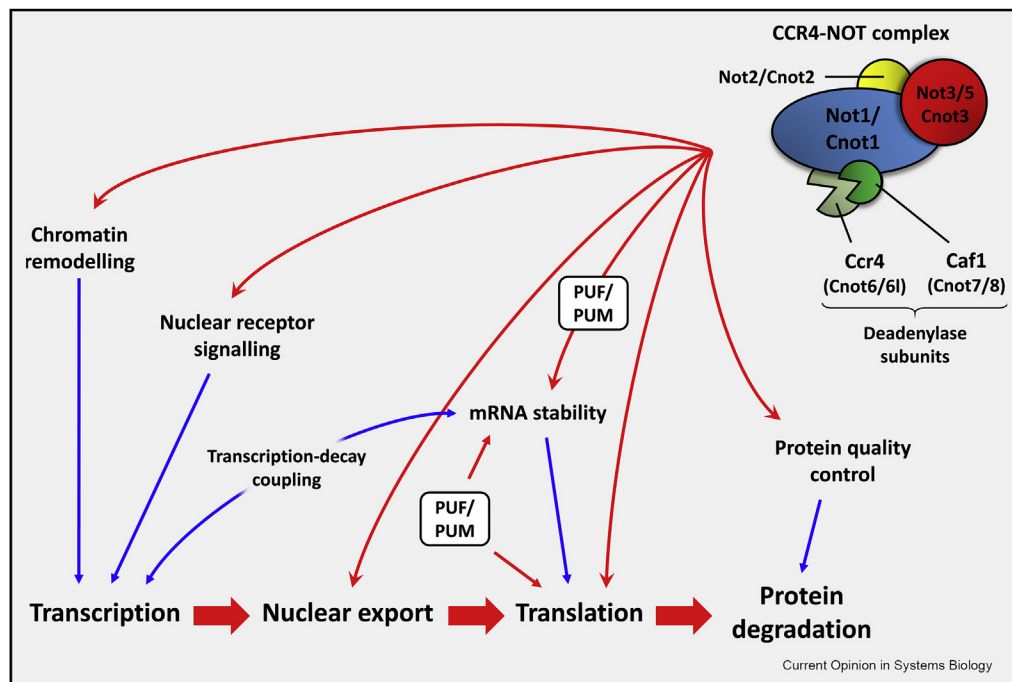 CCR4-NOT complex
Not2/Cnot2
Not3/5
Cnot3
Not1/
Cnot1
Ccr4
(Cnot6/6l)
Caf1
(Cnot7/8)
Deadenylase
subunits
Chromatin
remodelling
Nuclear receptor
signalling
PUF/
PUM
mRNA stability
Transcription-decay
coupling
Protein quality
control
PUF/
PUM
Transcription
Nuclear export
Translation
Protein
degradation
Current Opinion in Systems Biology